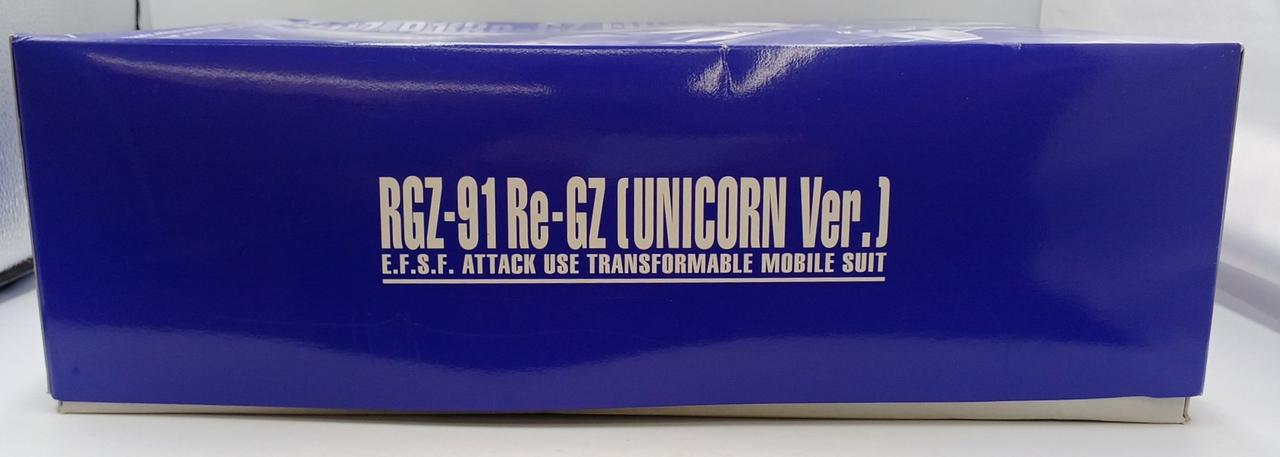 RGZ-91 Re-GZ (UNICORN Ver.)
E.F.S.F. ATTACK USE TRANSFORMABLE MOBILE SUIT